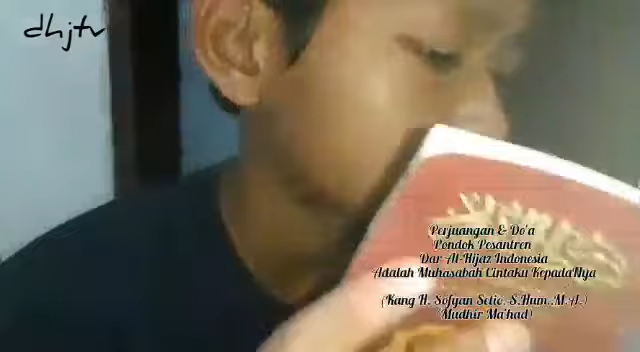 dhjtv
Perjuangan & Do'a
Pondok Pesantren
Dar Al-Hijaz Indonesia
Adalah Muhasabah Cintaku KepadaNya
(Kang H. Sofyan Setio, S.Hum.,M.A.)
Mudhir Ma'had)